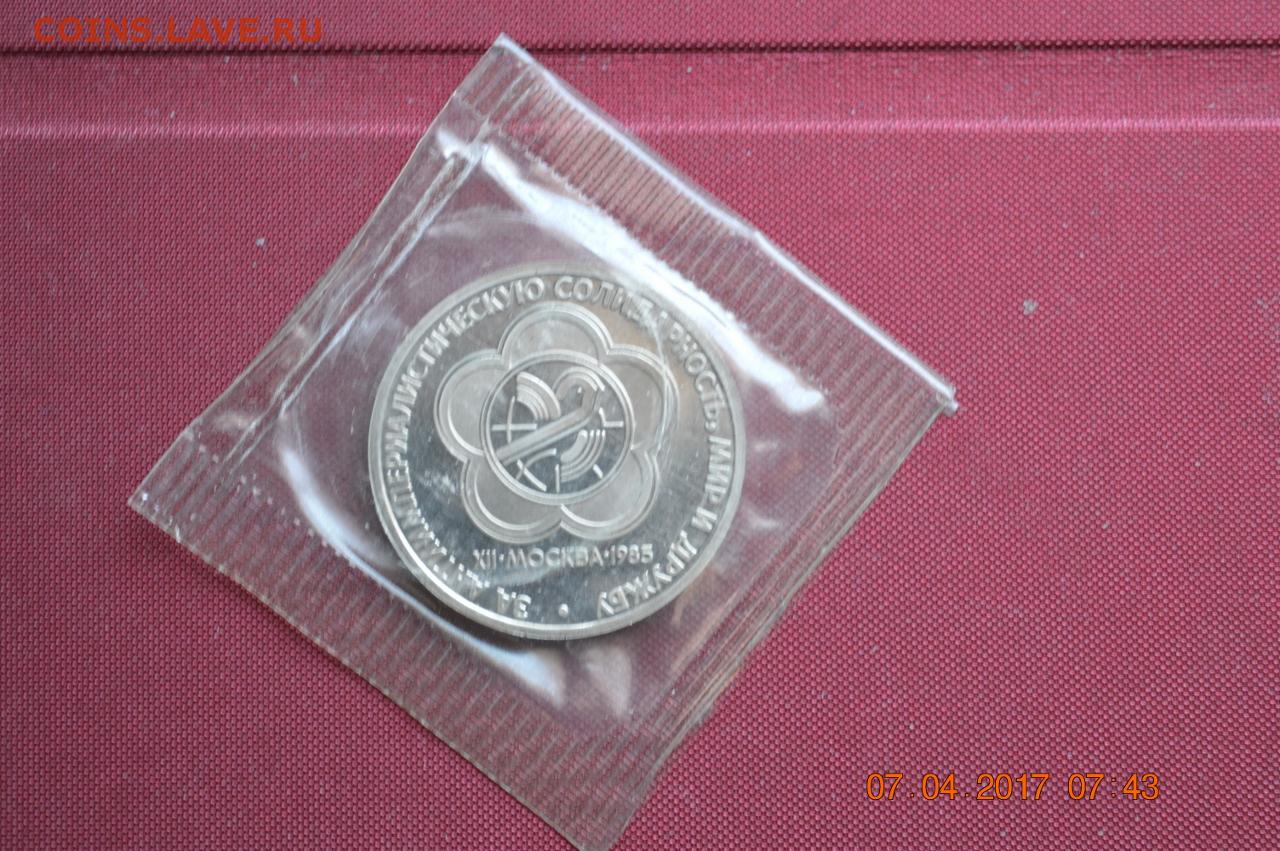 COINS.LAVE.RU
ЗА АНТИИМПЕРИАЛИСТИЧЕСКУЮ СОЛИДАРНОСТЬ, МИР И ДРУЖБУ •
XII•МОСКВА•1985
07.04.2017 07:43